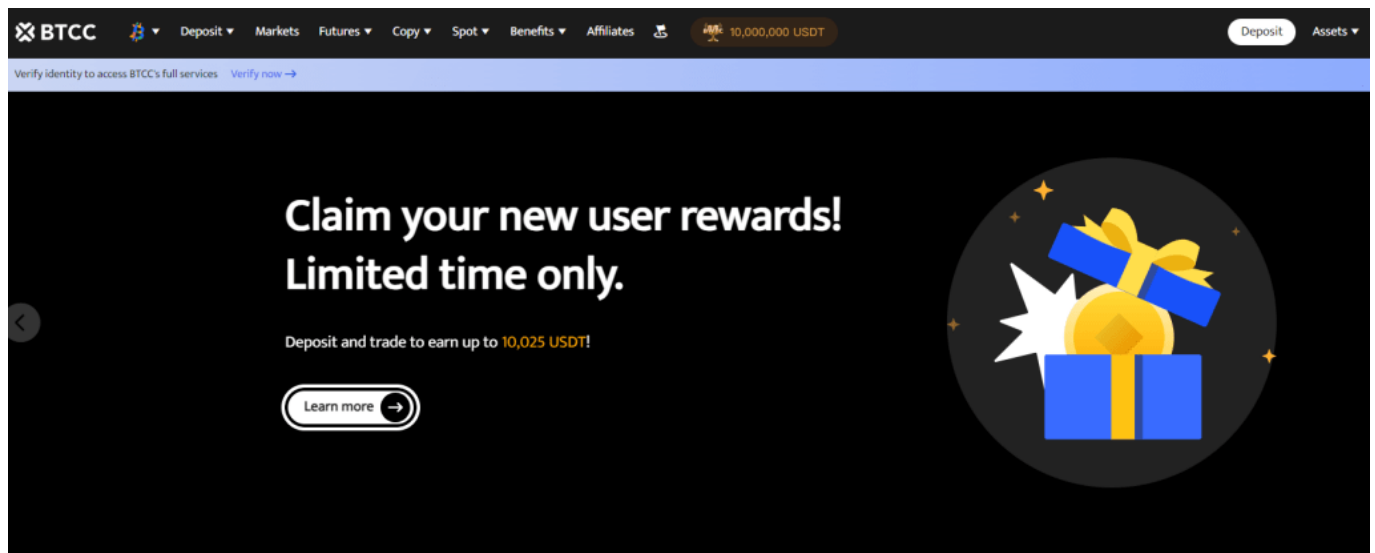 BTCC Deposit Markets Futures Copy Spot Benefits Affiliates 10,000,000 USDT Deposit Assets
Verify identity to access BTCC's full services Verify now →
Claim your new user rewards!
Limited time only.
Deposit and trade to earn up to 10,025 USDT!
Learn more →